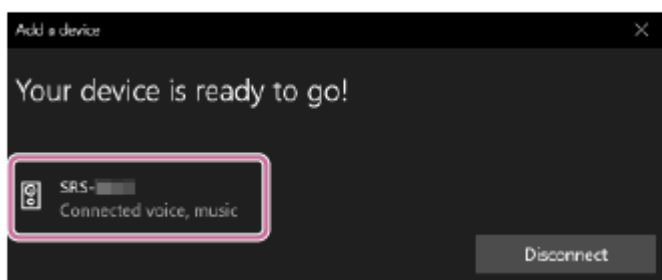 Add a device
Your device is ready to go!
SRS-
Connected voice, music
Disconnect